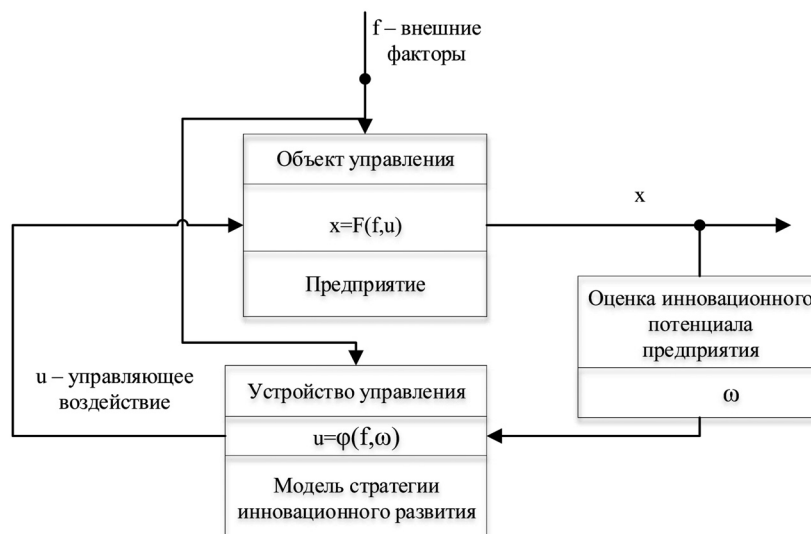 f – внешние
факторы
Объект управления
x=F(f,u)
Предприятие
x
Оценка инновационного
потенциала
предприятия
ω
u – управляющее
воздействие
Устройство управления
u=φ(f,ω)
Модель стратегии
инновационного развития